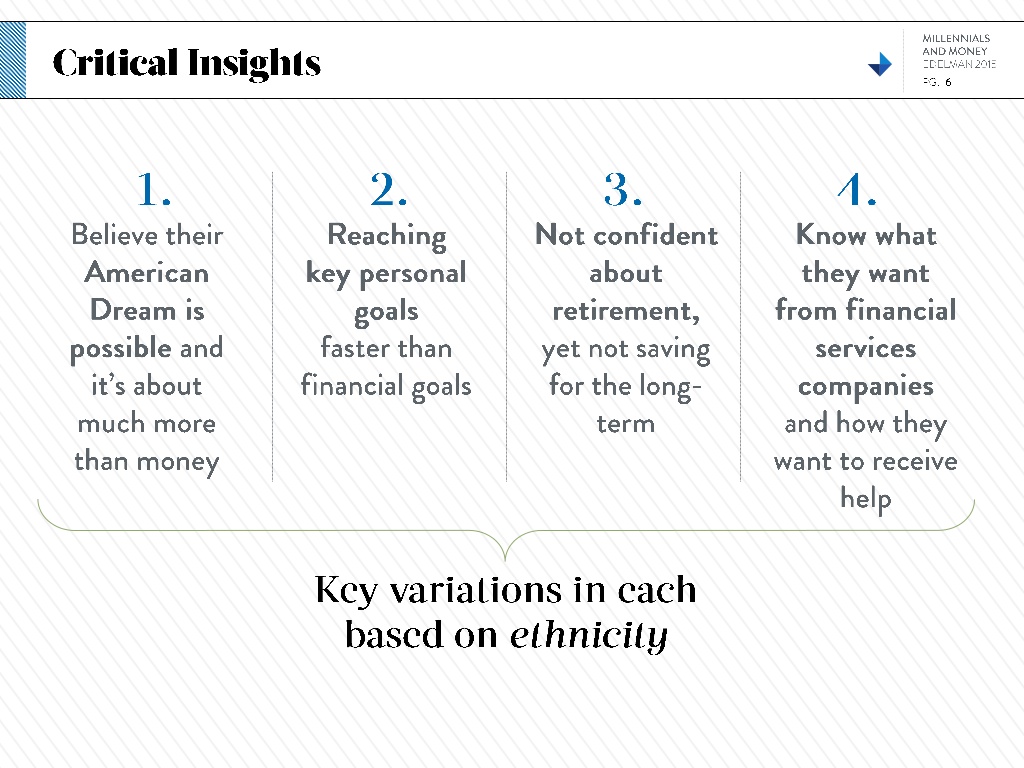 Critical Insights
MILLENNIALS
AND MONEY
EDELMAN 2015
PG. 6
1.
Believe their
American
Dream is
possible and
it’s about
much more
than money
2.
Reaching
key personal
goals
faster than
financial goals
3.
Not confident
about
retirement,
yet not saving
for the long-
term
4.
Know what
they want
from financial
services
companies
and how they
want to receive
help
Key variations in each
based on ethnicity